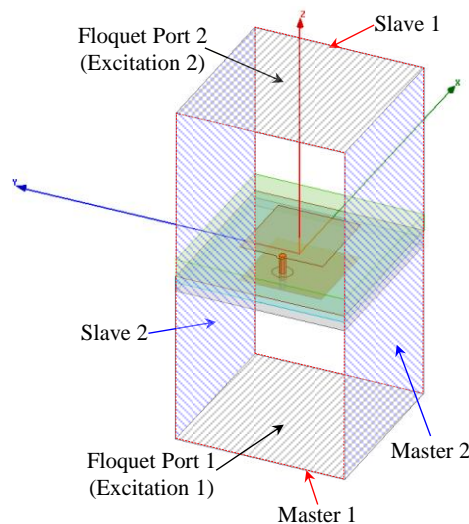 Slave 1
Floquet Port 2
(Excitation 2)
Z
X
Y
Slave 2
Master 2
Floquet Port 1
(Excitation 1)
Master 1